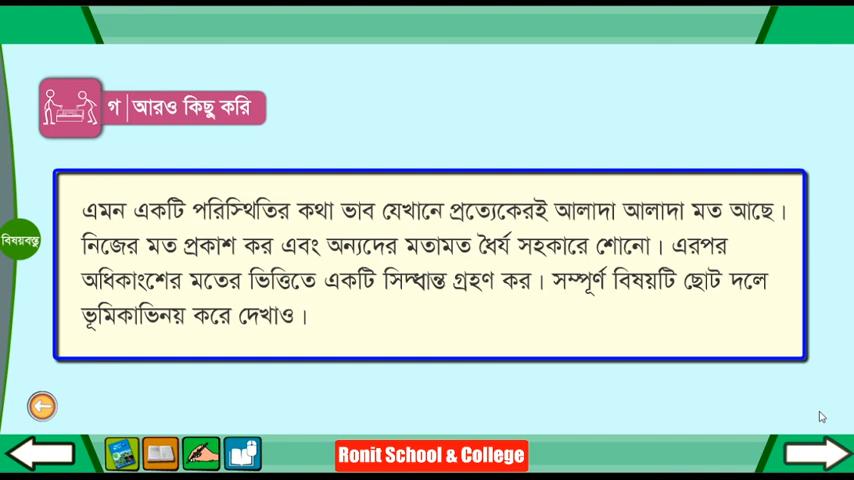 গ | আরও কিছু করি
এমন একটি পরিস্থিতির কথা ভাব যেখানে প্রত্যেকেরই আলাদা আলাদা মত আছে।
নিজের মত প্রকাশ কর এবং অন্যদের মতামত ধৈর্য সহকারে শোনো। এরপর
অধিকাংশের মতের ভিত্তিতে একটি সিদ্ধান্ত গ্রহণ কর। সম্পূর্ণ বিষয়টি ছোট দলে
ভূমিকাভিনয় করে দেখাও।
বিষয়বস্তু
Ronit School & College